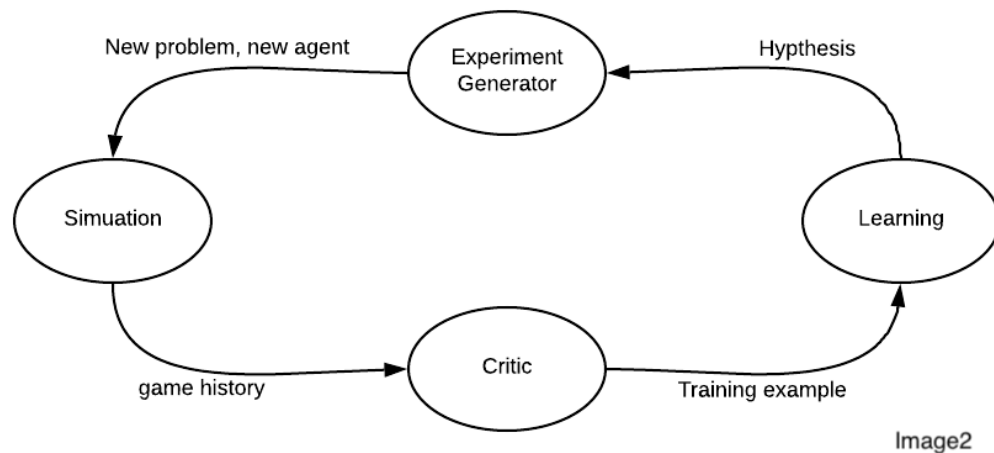 New problem, new agent
Experiment
Generator
Hypthesis
Simuation
Learning
game history
Critic
Training example
Image2